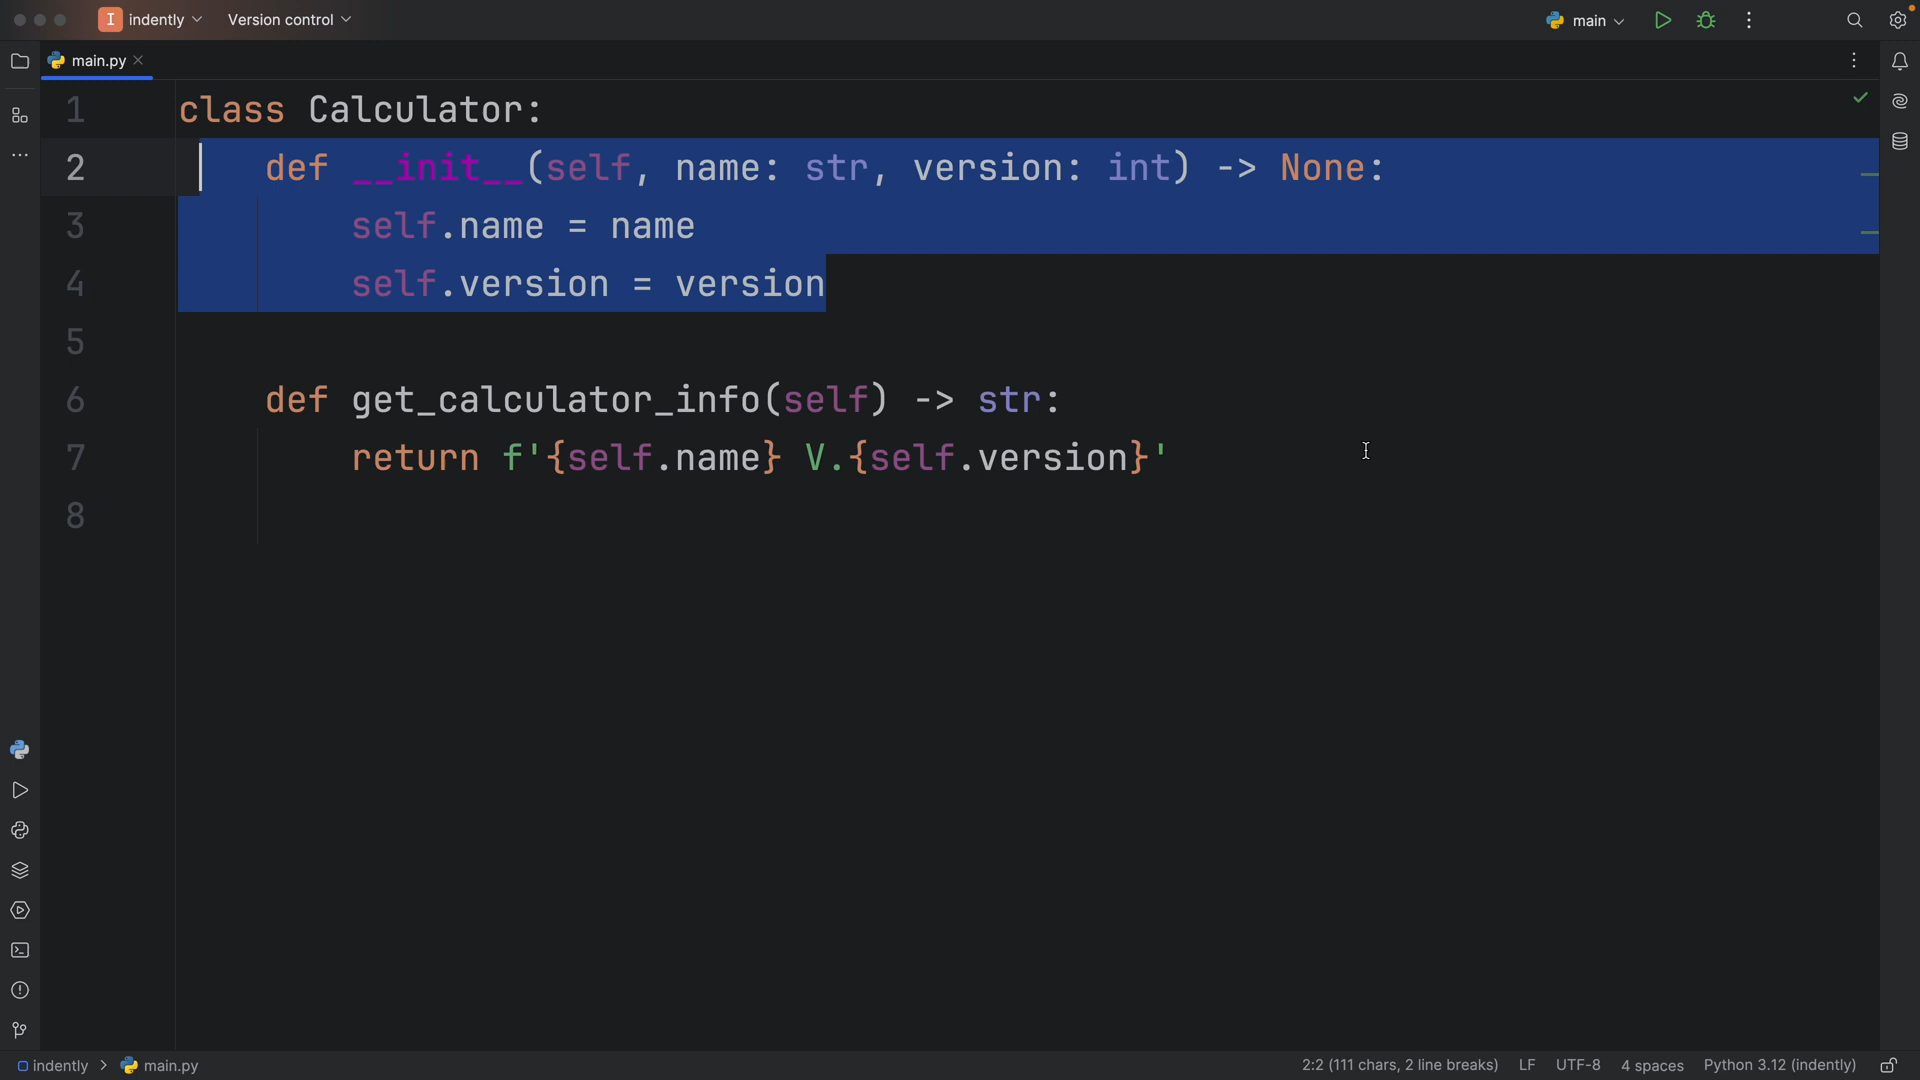 I indently Version control main
main.py
1 class Calculator:
2     def __init__(self, name: str, version: int) -> None:
3         self.name = name
4         self.version = version
5
6     def get_calculator_info(self) -> str:
7         return f'{self.name} V.{self.version}'
8
indently > main.py 2:2 (111 chars, 2 line breaks) LF UTF-8 4 spaces Python 3.12 (indently)